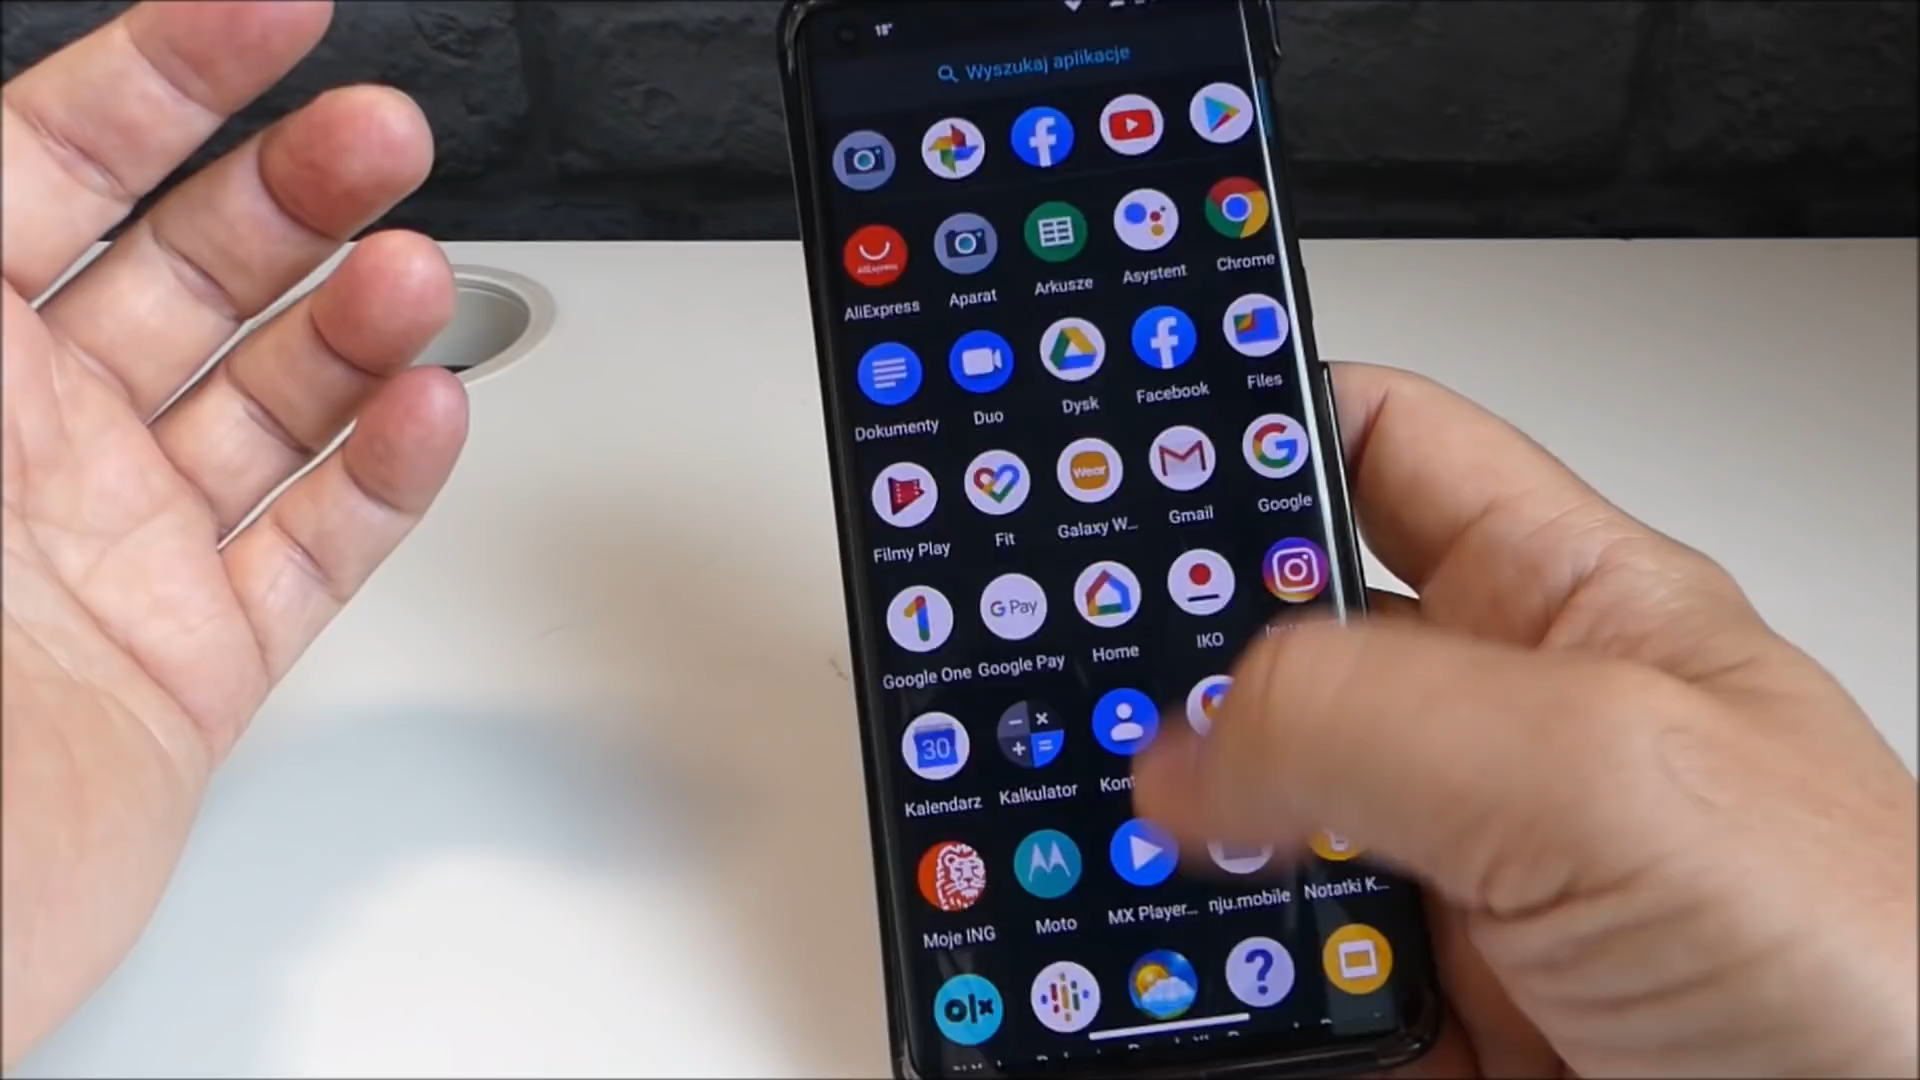 18°
Wyszukaj aplikacje
AliExpress
AliExpress Aparat Arkusze Asystent Chrome
Dokumenty Duo Dysk Facebook Files
Wear
Filmy Play Fit Galaxy W... Gmail Google
G Pay
Google One Google Pay Home IKO
30
Kalendarz Kalkulator
Moje ING Moto MX Player... nju.mobile Notatki K...
olx